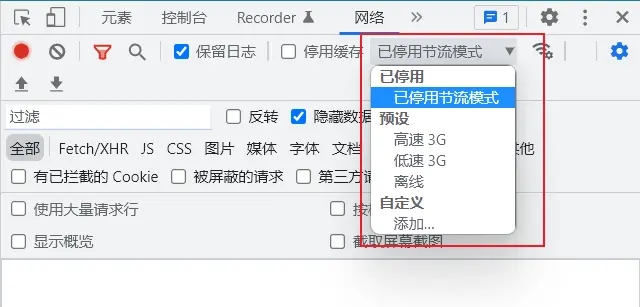 元素 控制台 Recorder 网络 » 1
保留日志 停用缓存 已停用节流模式
已停用
已停用节流模式
预设
高速 3G
低速 3G
离线
自定义
添加...
过滤 反转 隐藏数据
全部 Fetch/XHR JS CSS 图片 媒体 字体 文档 其他
有已拦截的 Cookie 被屏蔽的请求 第三方请
使用大量请求行 按
显示概览 截取屏幕截图